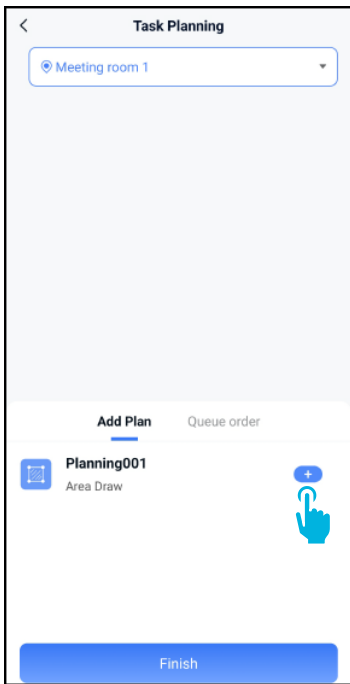 Task Planning
Meeting room 1
Add Plan Queue order
Planning001
Area Draw
Finish